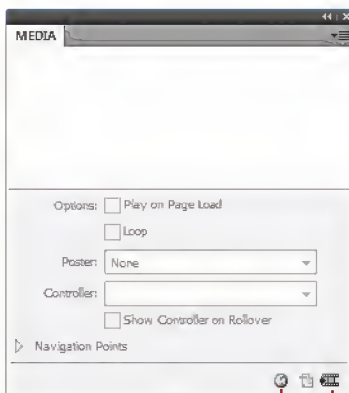 MEDIA
Options: Play on Page Load
Loop
Poster: None
Controller:
Show Controller on Rollover
Navigation Points